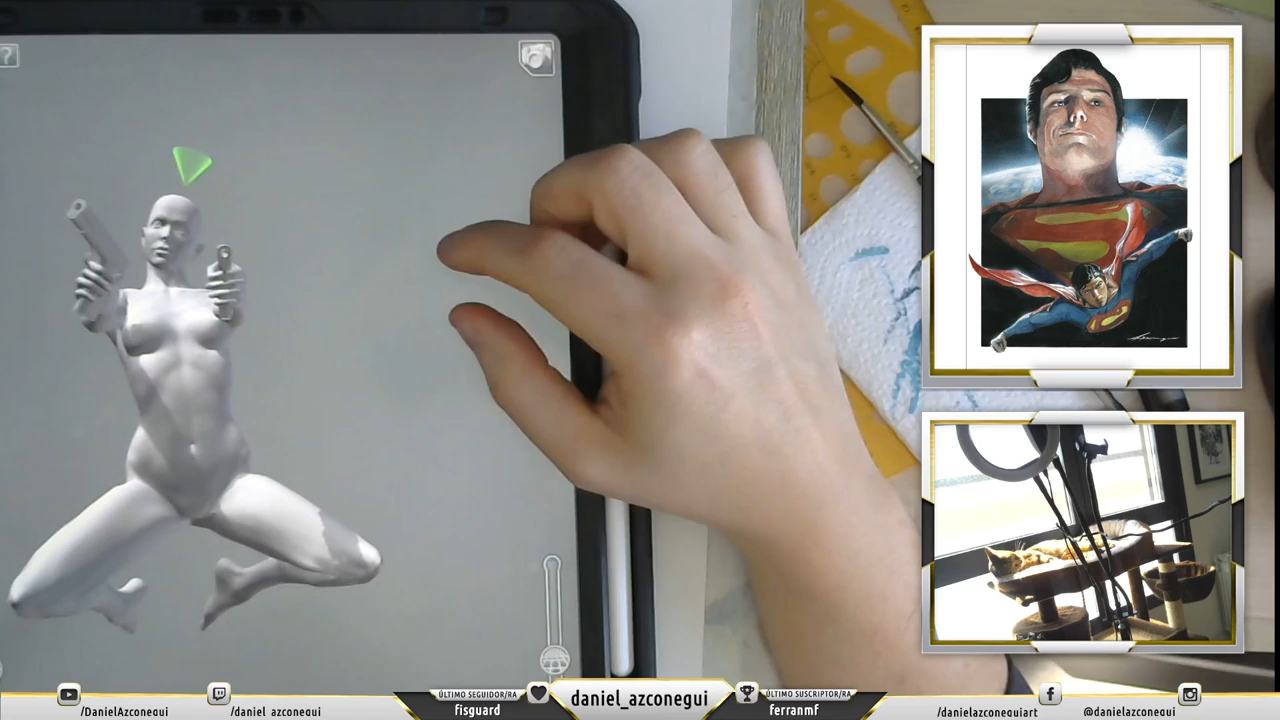 ?
ÚLTIMO SEGUIDOR/RA
fisguard
daniel_azconegui
ÚLTIMO SUSCRIPTOR/RA
ferranmf
/DanielAzconegui
/daniel_azconegui
/danielazconeguiart
@danielazconegui